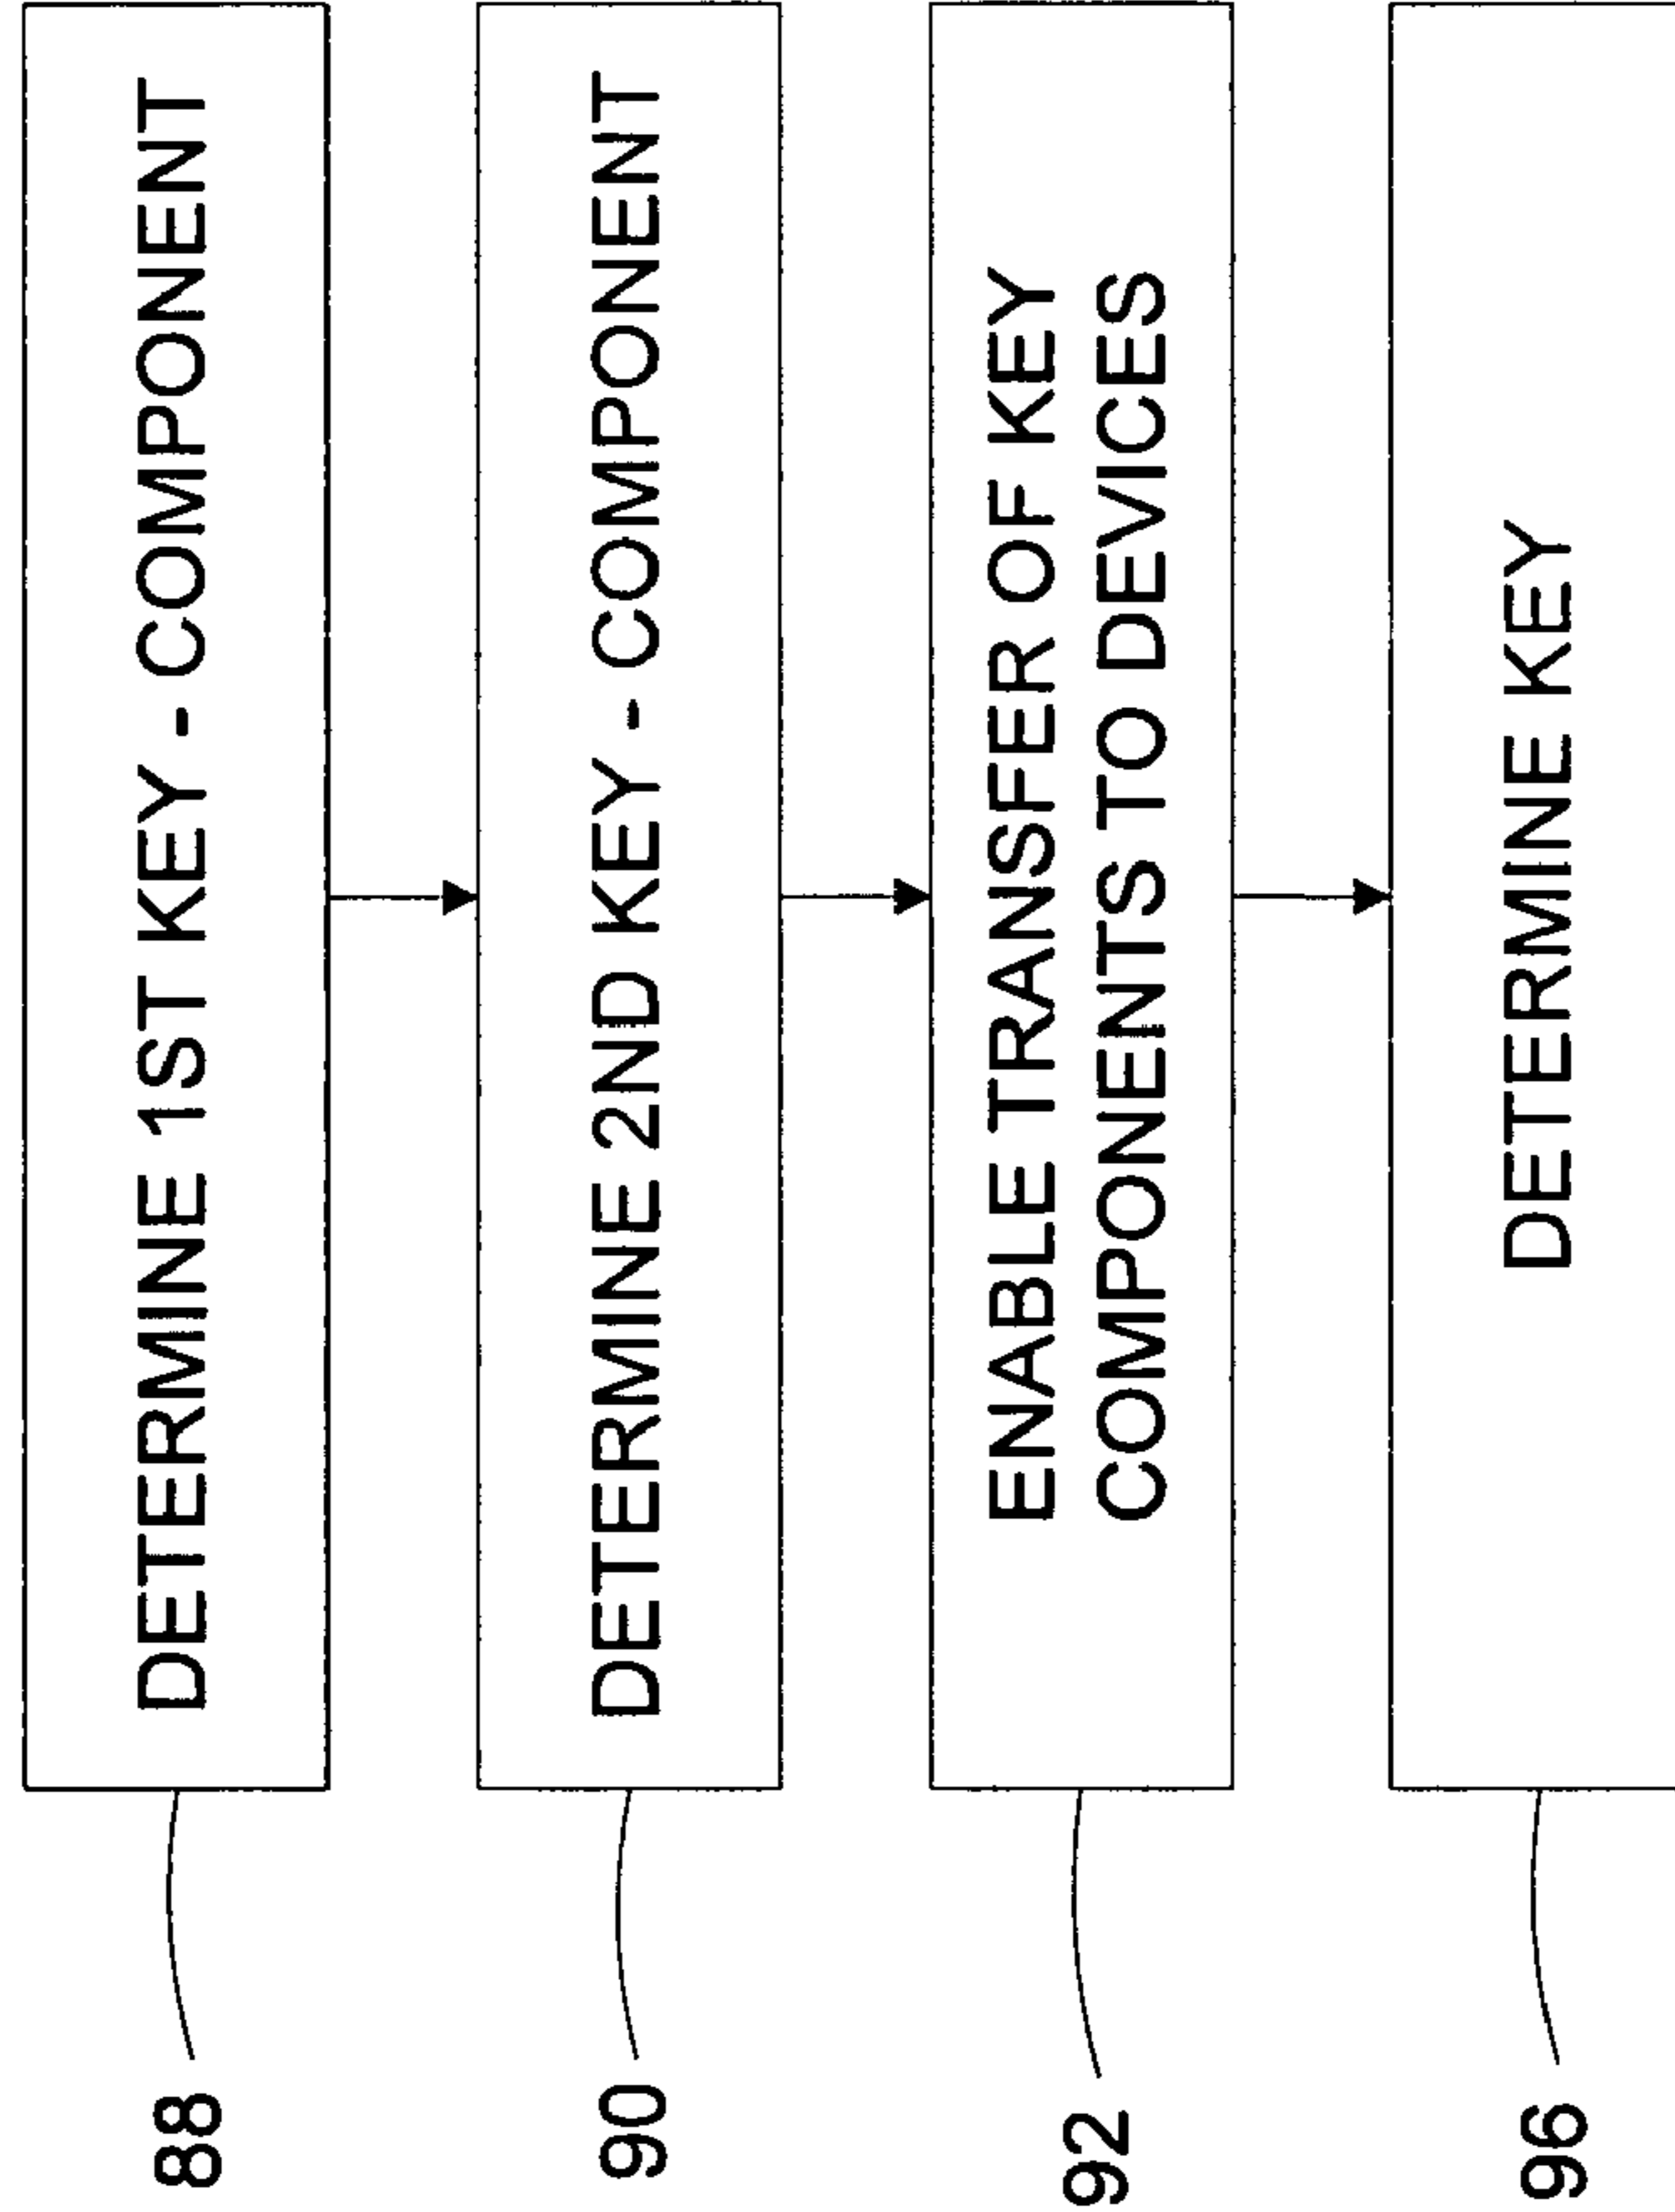 88
DETERMINE 1ST KEY - COMPONENT
90
DETERMINE 2ND KEY - COMPONENT
92
ENABLE TRANSFER OF KEY
COMPONENTS TO DEVICES
96
DETERMINE KEY